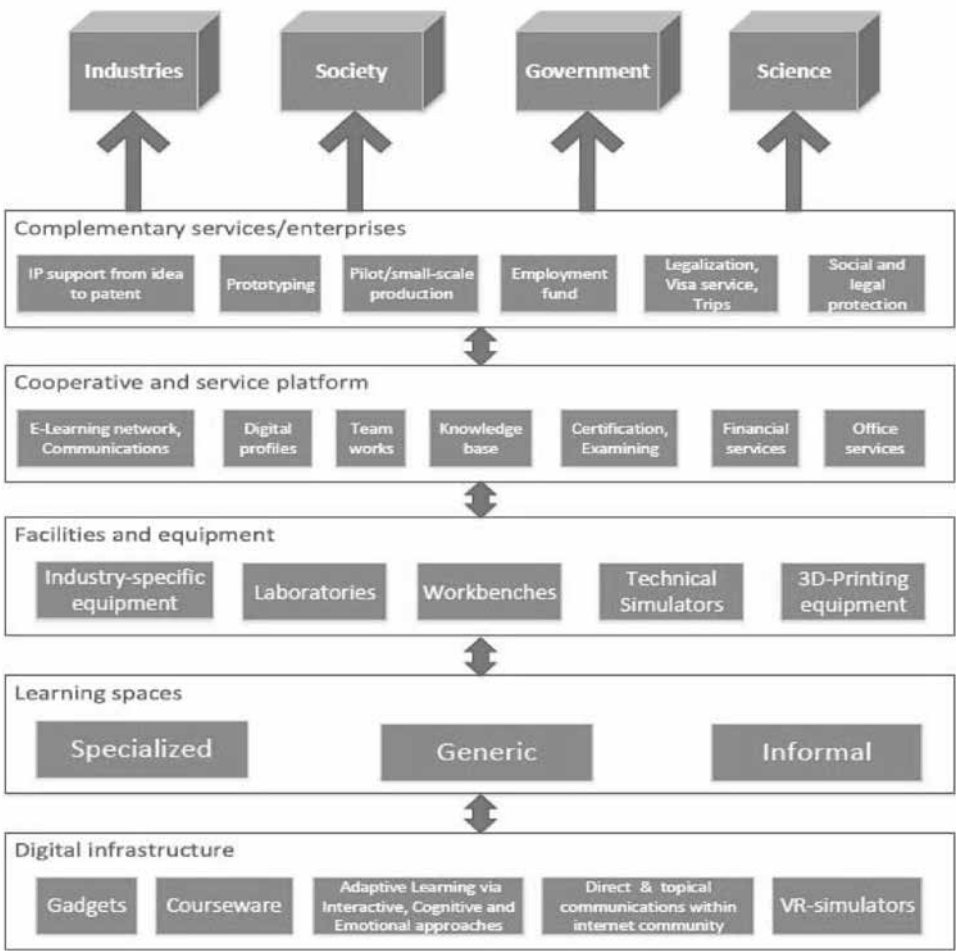 Industries
Society
Government
Science
Complementary services/enterprises
IP support from idea
to patent
Prototyping
Pilot/small-scale
production
Employment
fund
Legalization,
Visa service,
Trips
Social and
legal
protection
Cooperative and service platform
E-Learning network,
Communications
Digital
profiles
Team
works
Knowledge
base
Certification,
Examining
Financial
services
Office
services
Facilities and equipment
Industry-specific
equipment
Laboratories
Workbenches
Technical
Simulators
3D-Printing
equipment
Learning spaces
Specialized
Generic
Informal
Digital infrastructure
Gadgets
Courseware
Adaptive Learning via
Interactive, Cognitive and
Emotional approaches
Direct & topical
communications within
internet community
VR-simulators